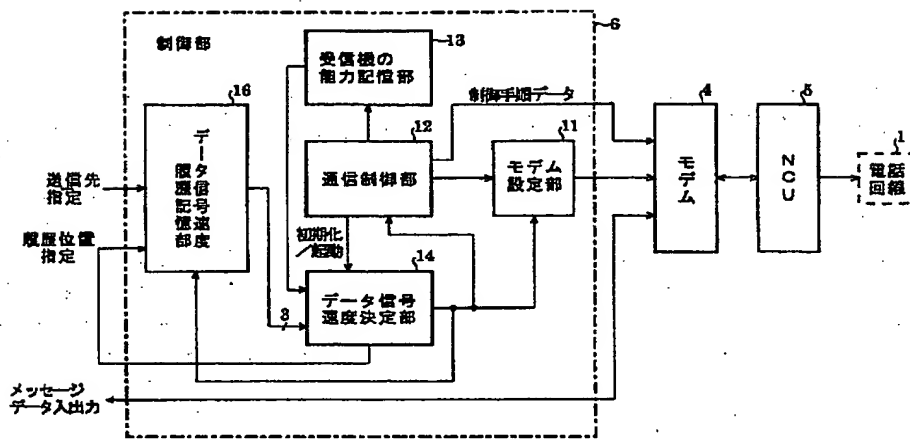 制御部
6
13
受信機の
能力記憶部
16
データ信号速度
履歴記憶部
制御手順データ
4
モデム
5
NCU
1
電話
回線
12
通信制御部
11
モデム
設定部
送信先
指定
履歴位置
指定
初期化
/起動
14
データ信号
速度決定部
3
メッセージ
データ入出力